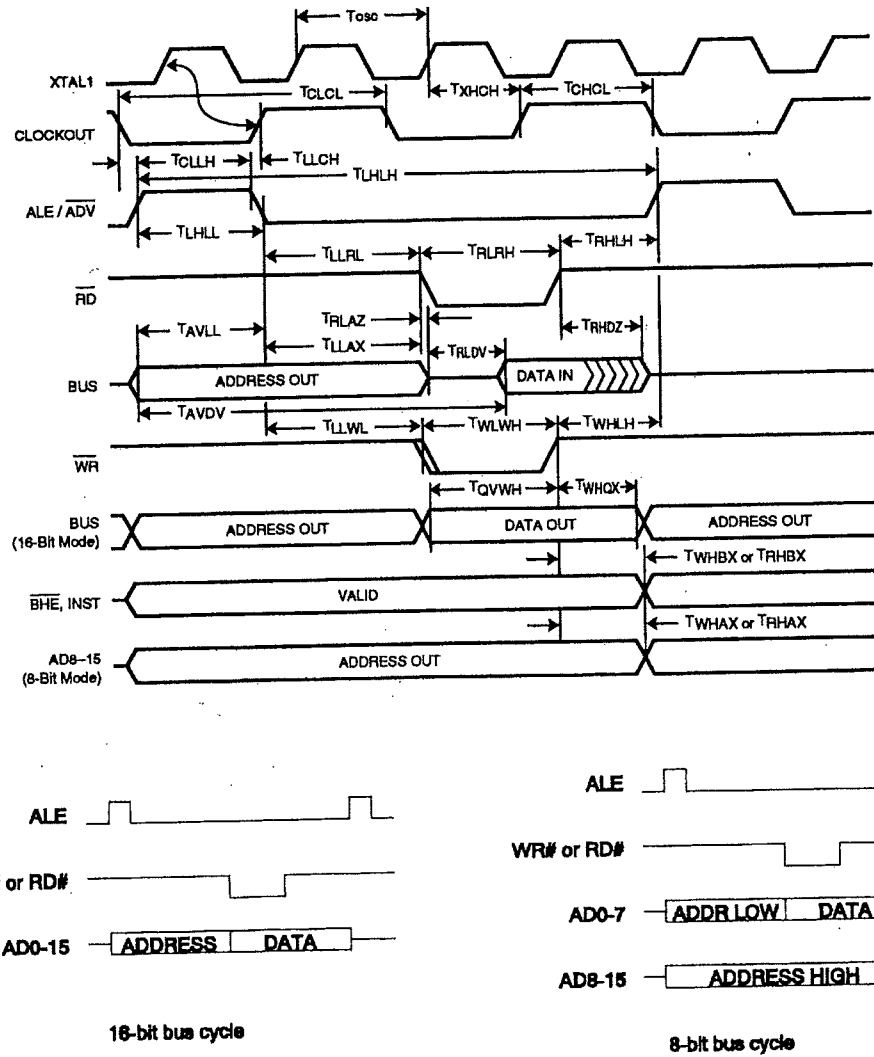 Tosc
XTAL1
TCLCL
TXHCH
TCHCL
CLOCKOUT
TCLLH
TLLCH
TLHLH
ALE / ADV
TLHLL
TLLRL
TRLRH
TRHLH
RD
TRLAZ
TRHDZ
TAVLL
TLLAX
TRLDV
BUS
ADDRESS OUT
DATA IN
TAVDV
TLLWL
TWLWH
TWHLH
WR
TQVWH
TWHQX
BUS
(16-Bit Mode)
ADDRESS OUT
DATA OUT
ADDRESS OUT
TWHBX or TRHBX
BHE, INST
VALID
TWHAX or TRHAX
AD8–15
(8-Bit Mode)
ADDRESS OUT
ALE
or RD#
AD0-15
ADDRESS
DATA
16-bit bus cycle
ALE
WR# or RD#
AD0-7
ADDR LOW
DATA
AD8-15
ADDRESS HIGH
8-bit bus cycle